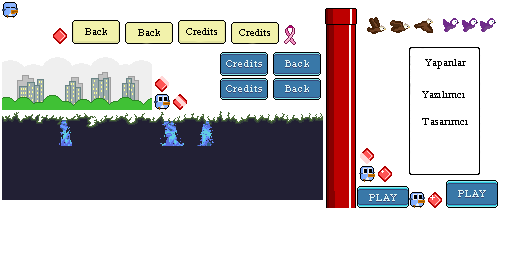 Back Back Credits Credits
Credits Back
Credits Back
Yapanlar
Yazılımcı
Tasarımcı
PLAY PLAY